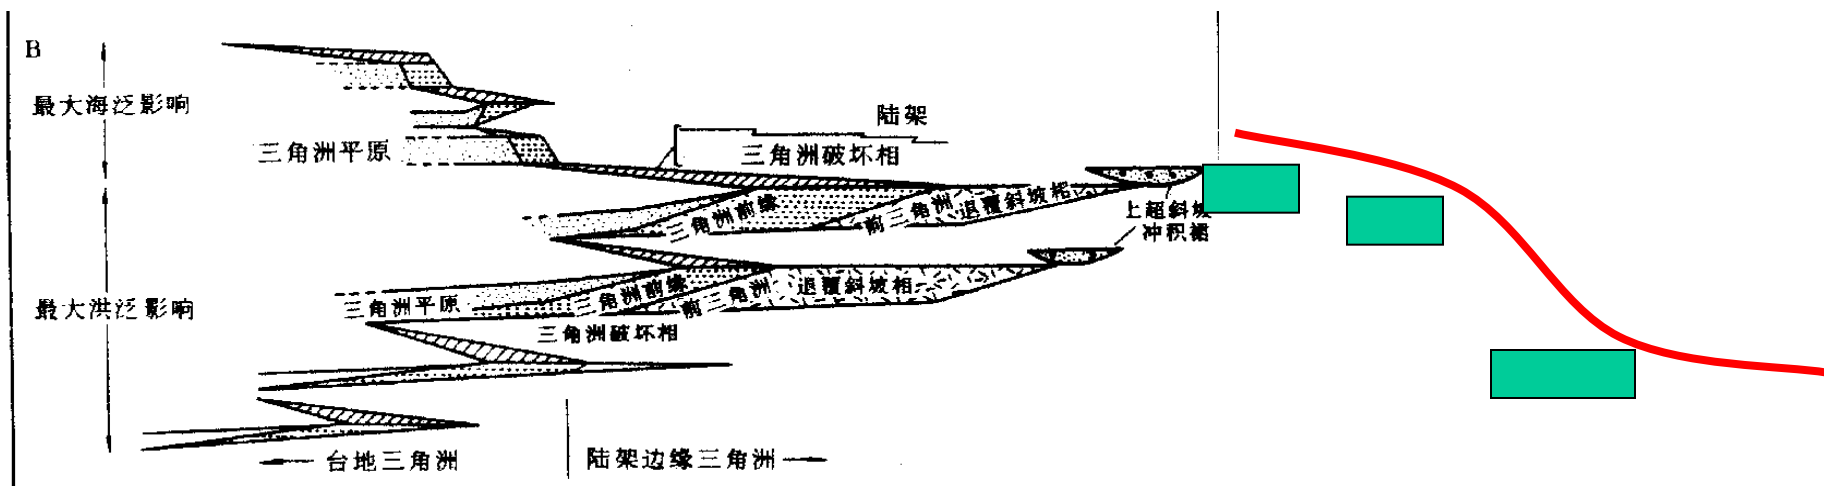 B
最大海泛影响
陆架
三角洲平原
三角洲破坏相
三角洲前缘
前三角洲
退覆斜坡相
上超斜坡
冲积裙
最大洪泛影响
三角洲平原
三角洲前缘
前三角洲
退覆斜坡相
三角洲破坏相
台地三角洲
陆架边缘三角洲